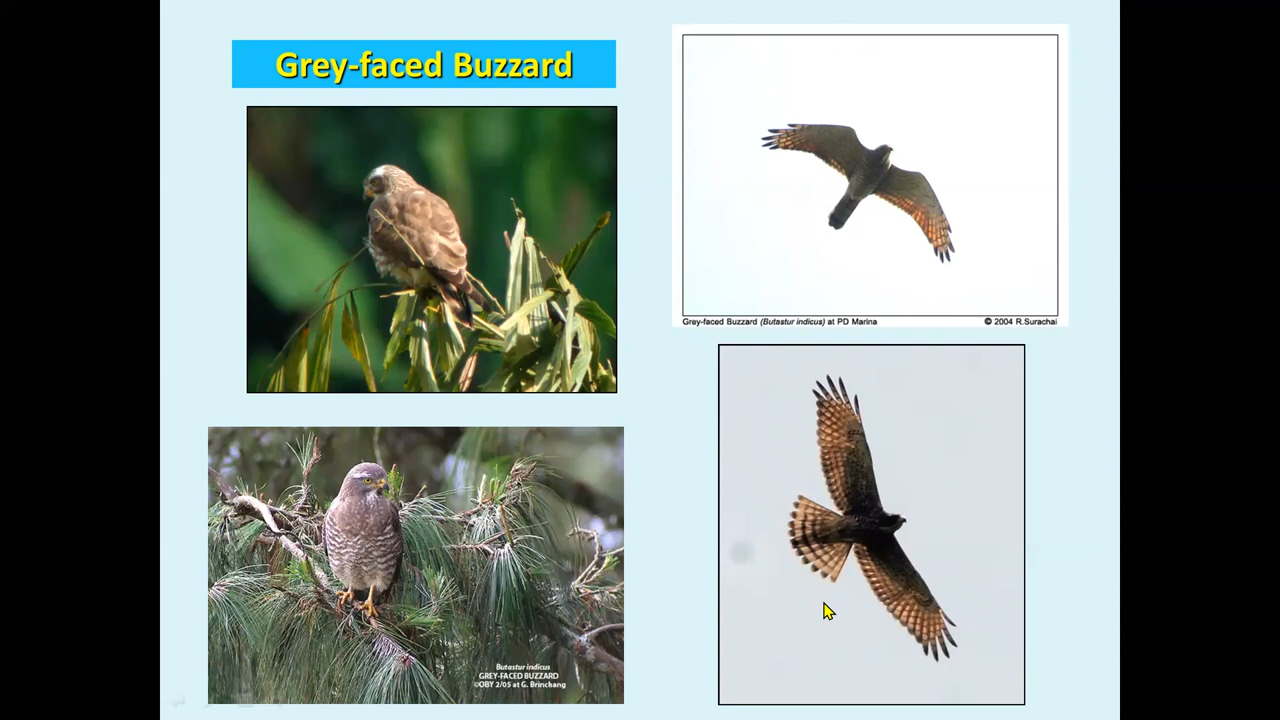 Grey-faced Buzzard
Grey-faced Buzzard (Butastur indicus) at PD Marina
© 2004 R.Surachai
Butastur indicus
GREY-FACED BUZZARD
©OBY 2/05 at G. Brinchang